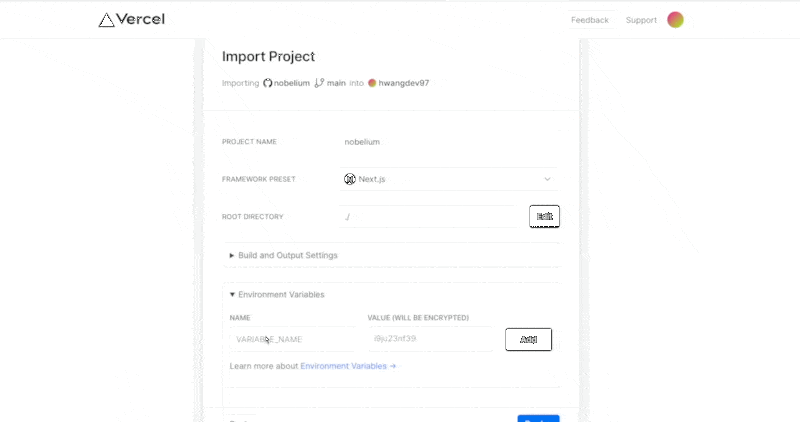 Vercel
Feedback Support
Import Project
Importing nobelium main into hwangdev97
PROJECT NAME nobelium
FRAMEWORK PRESET Next.js
ROOT DIRECTORY ./ Edit
Build and Output Settings
Environment Variables
NAME VALUE (WILL BE ENCRYPTED)
VARIABLE_NAME i9ju23nf39 Add
Learn more about Environment Variables →